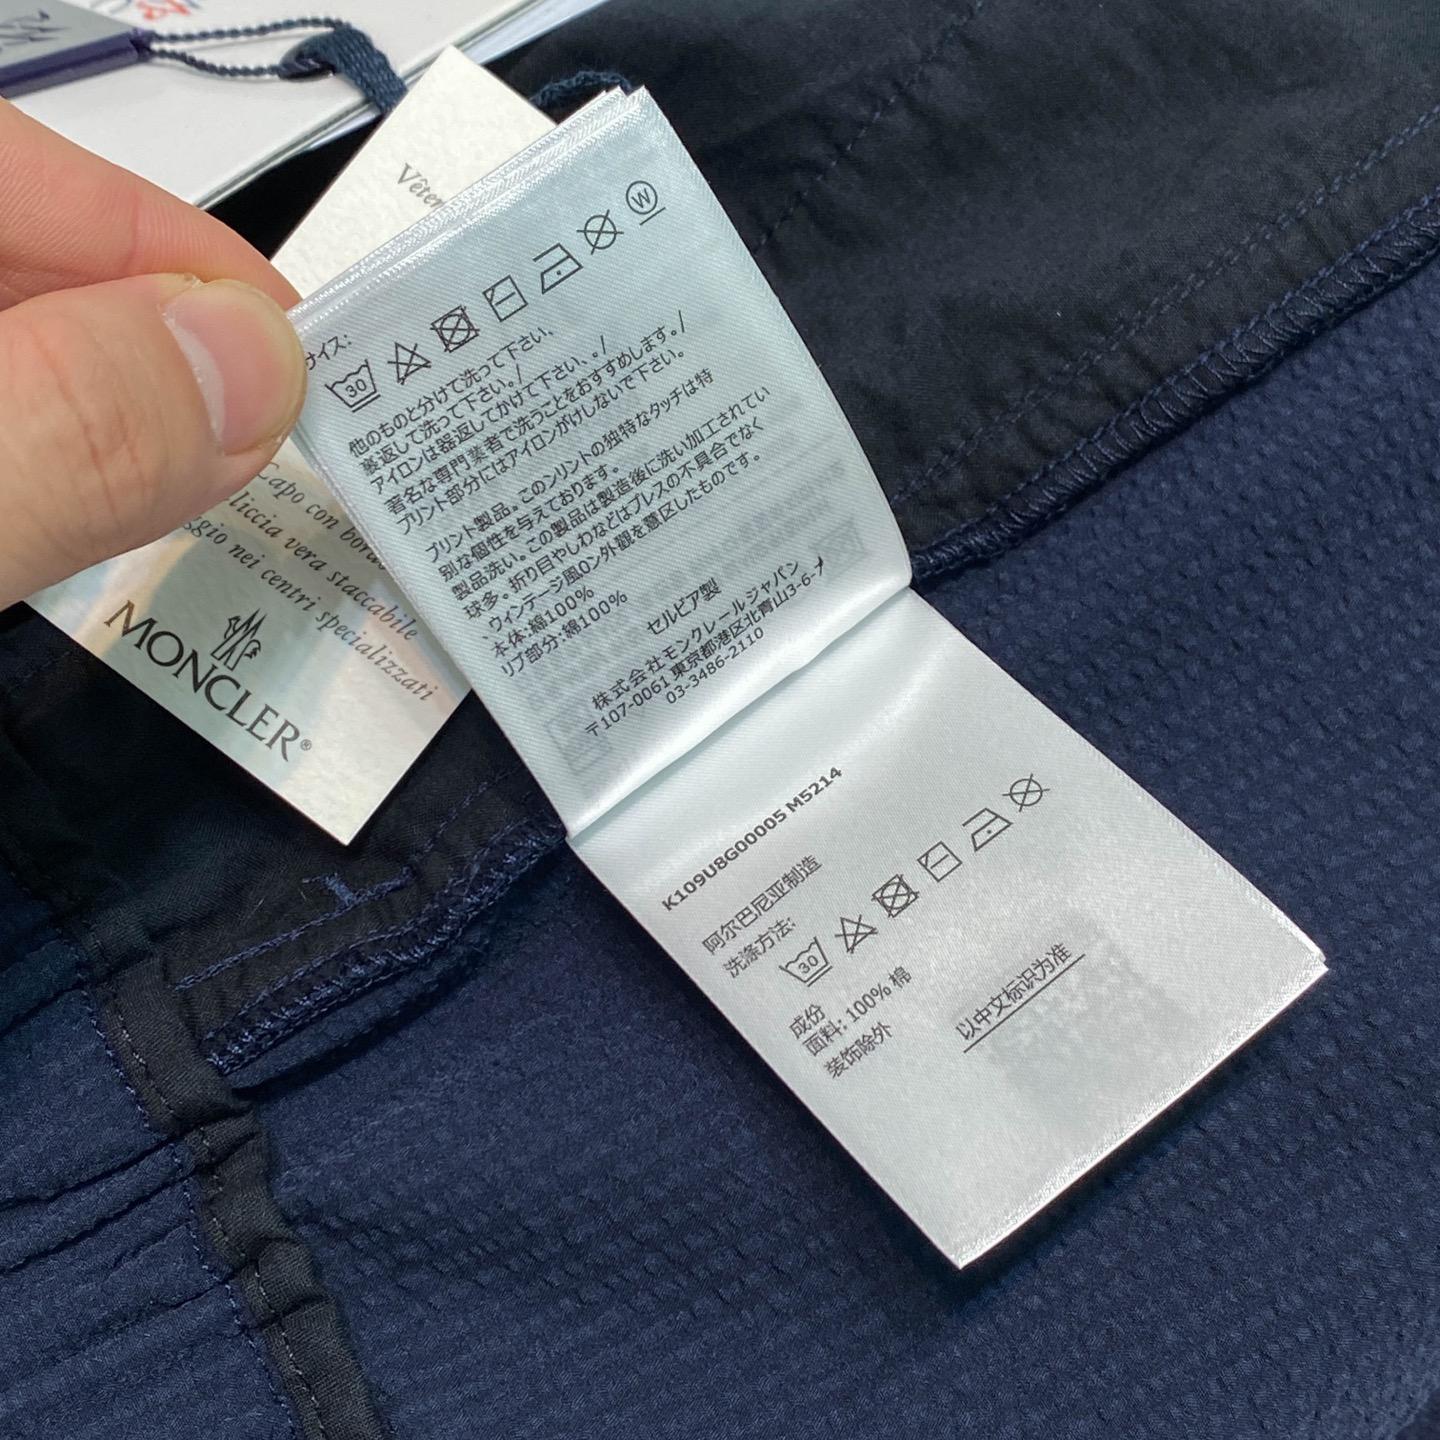 Vêtem
サイズ:
30
W
他のものと分けて洗って下さい、
裏返して洗って下さい。/
アイロンは器返してかけて下さい、。/
著名な専門業者で洗うことをおすすめします。/
プリント部分にはアイロンがけしないで下さい。
プリント製品。このンリントの独特なタッチは特
別な個性を与えております。
製品洗い。この製品は製造後に洗い加工されてい
球多。折り目やしわなどはプレスの不具合でなく
、ウィンテージ風0ン外観を意図したものです。
本体:綿100%
リブ部分:綿100%
セルビア製
株式会社モンクレールジャパン
〒107-0061 東京都港区北青山3-6-7
03-3486-2110
Capo con
liccia vera staccabile
ggio nei centri specializzati
MONCLER®
K109U8G00005 M5214
阿尔巴尼亚制造
洗涤方法:
30
成份
面料: 100% 棉
装饰除外
以中文标识为准